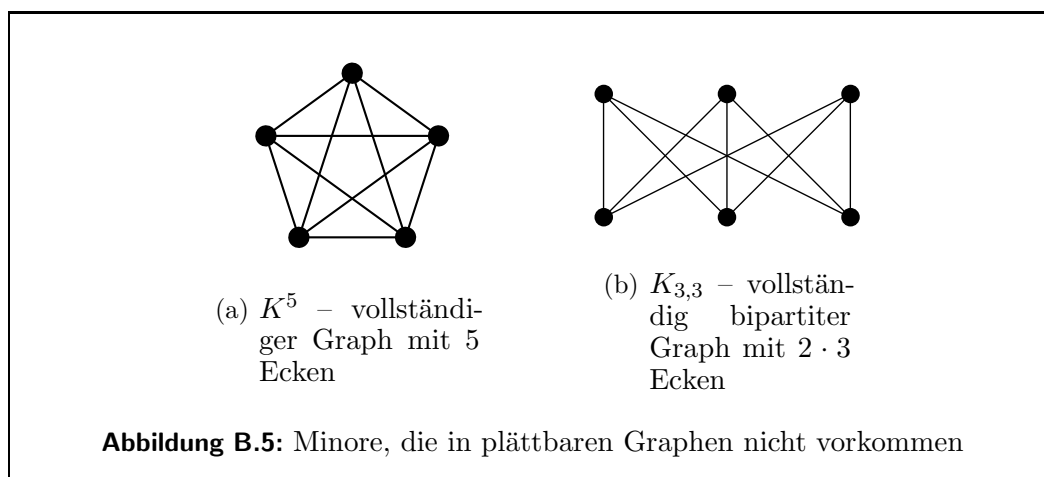 (a) K^5 – vollständi-
ger Graph mit 5
Ecken
(b) K_{3,3} – vollstän-
dig bipartiter
Graph mit 2 · 3
Ecken
Abbildung B.5: Minore, die in plättbaren Graphen nicht vorkommen